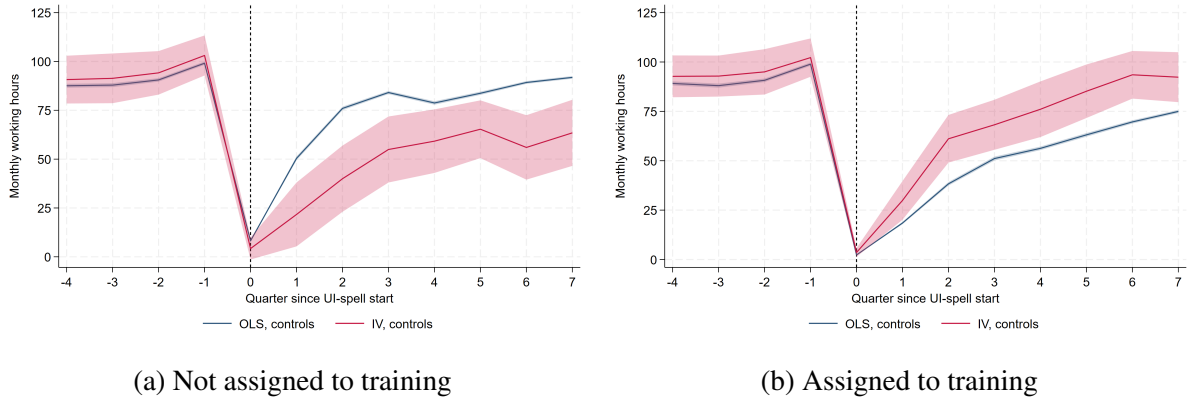 Monthly working hours
125
100
75
50
25
0
-4 -3 -2 -1 0 1 2 3 4 5 6 7
Quarter since UI-spell start
OLS, controls IV, controls
(a) Not assigned to training
Monthly working hours
125
100
75
50
25
0
-4 -3 -2 -1 0 1 2 3 4 5 6 7
Quarter since UI-spell start
OLS, controls IV, controls
(b) Assigned to training